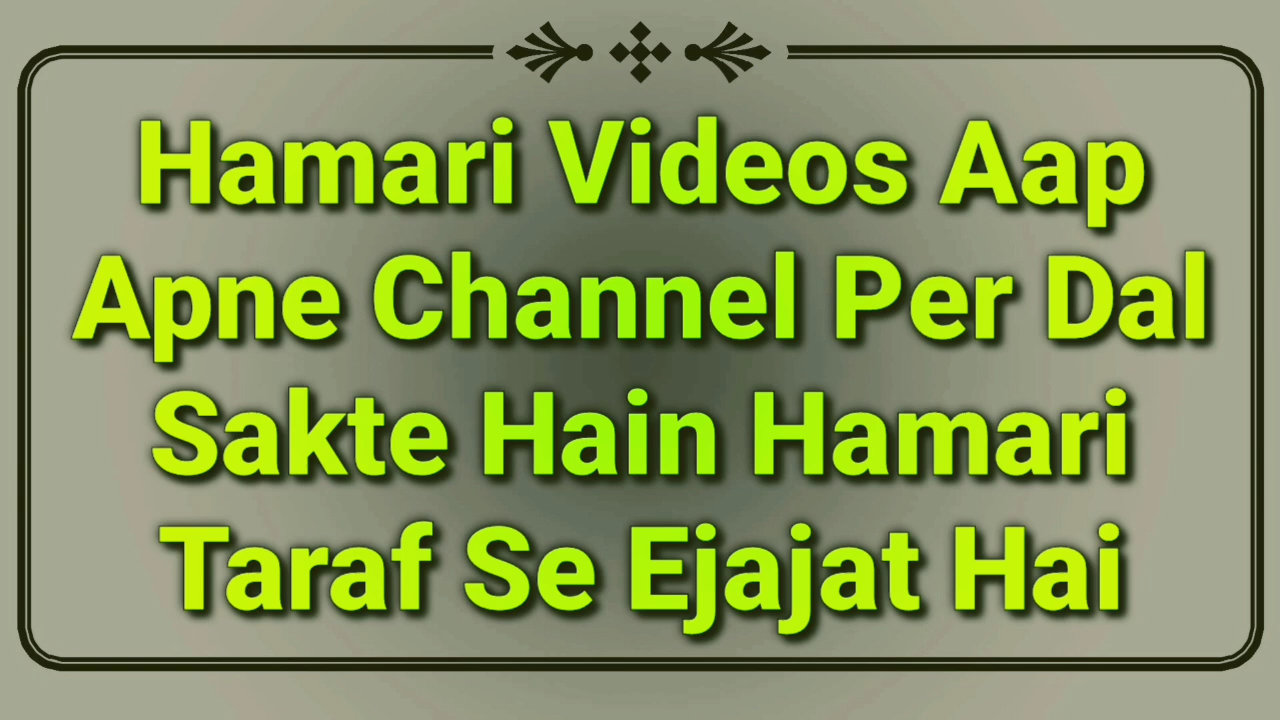 Hamari Videos Aap
Apne Channel Per Dal
Sakte Hain Hamari
Taraf Se Ejajat Hai